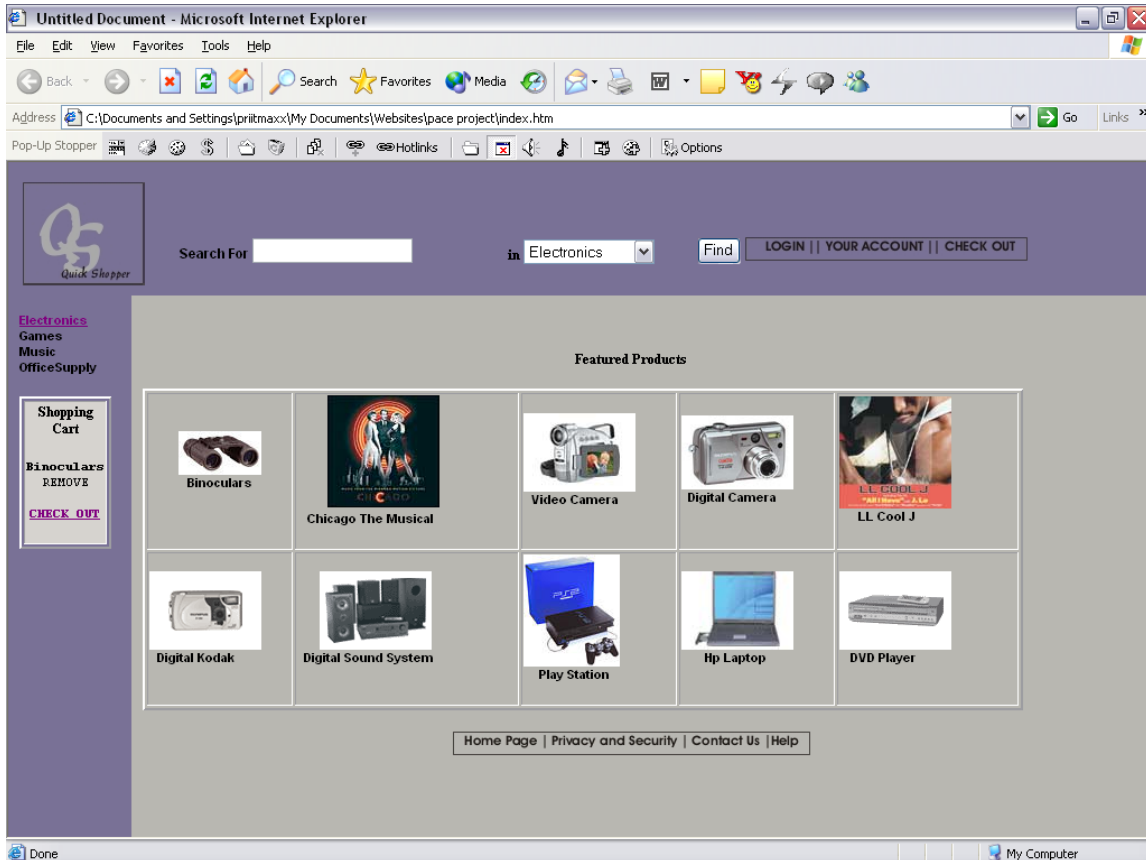 Untitled Document - Microsoft Internet Explorer
File Edit View Favorites Tools Help
Back Search Favorites Media
Address C:\Documents and Settings\priitmaxx\My Documents\Websites\pace project\index.htm Go Links »
Pop-Up Stopper Hotlinks Options
QS
Quick Shopper
Search For in Electronics Find LOGIN || YOUR ACCOUNT || CHECK OUT
Electronics
Games
Music
OfficeSupply
Shopping
Cart
Binoculars
REMOVE
CHECK OUT
Featured Products
CHICAGO
LL COOL J
Binoculars
Chicago The Musical
Video Camera
Digital Camera
LL Cool J
PS2
Digital Kodak
Digital Sound System
Play Station
Hp Laptop
DVD Player
Home Page | Privacy and Security | Contact Us |Help
Done My Computer